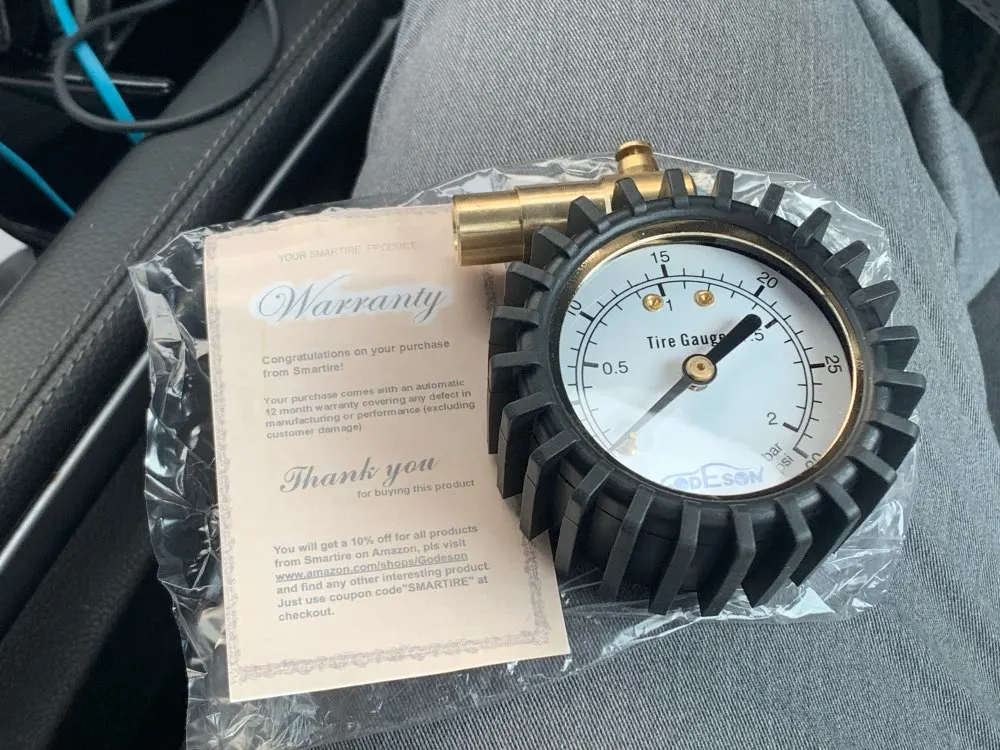 YOUR SMARTIRE PRODUCT
Warranty
Congratulations on your purchase
from Smartire!
Your purchase comes with an automatic
12 month warranty covering any defect in
manufacturing or performance (excluding
customer damage)
Thank you
for buying this product
You will get a 10% off for all products
from Smartire on Amazon, pls visit
www.amazon.com/shops/Godeson
and find any other interesting product.
Just use coupon code"SMARTIRE" at
checkout.
15
20
25
0.5
1
2
Tire
bar
psi
GODESON